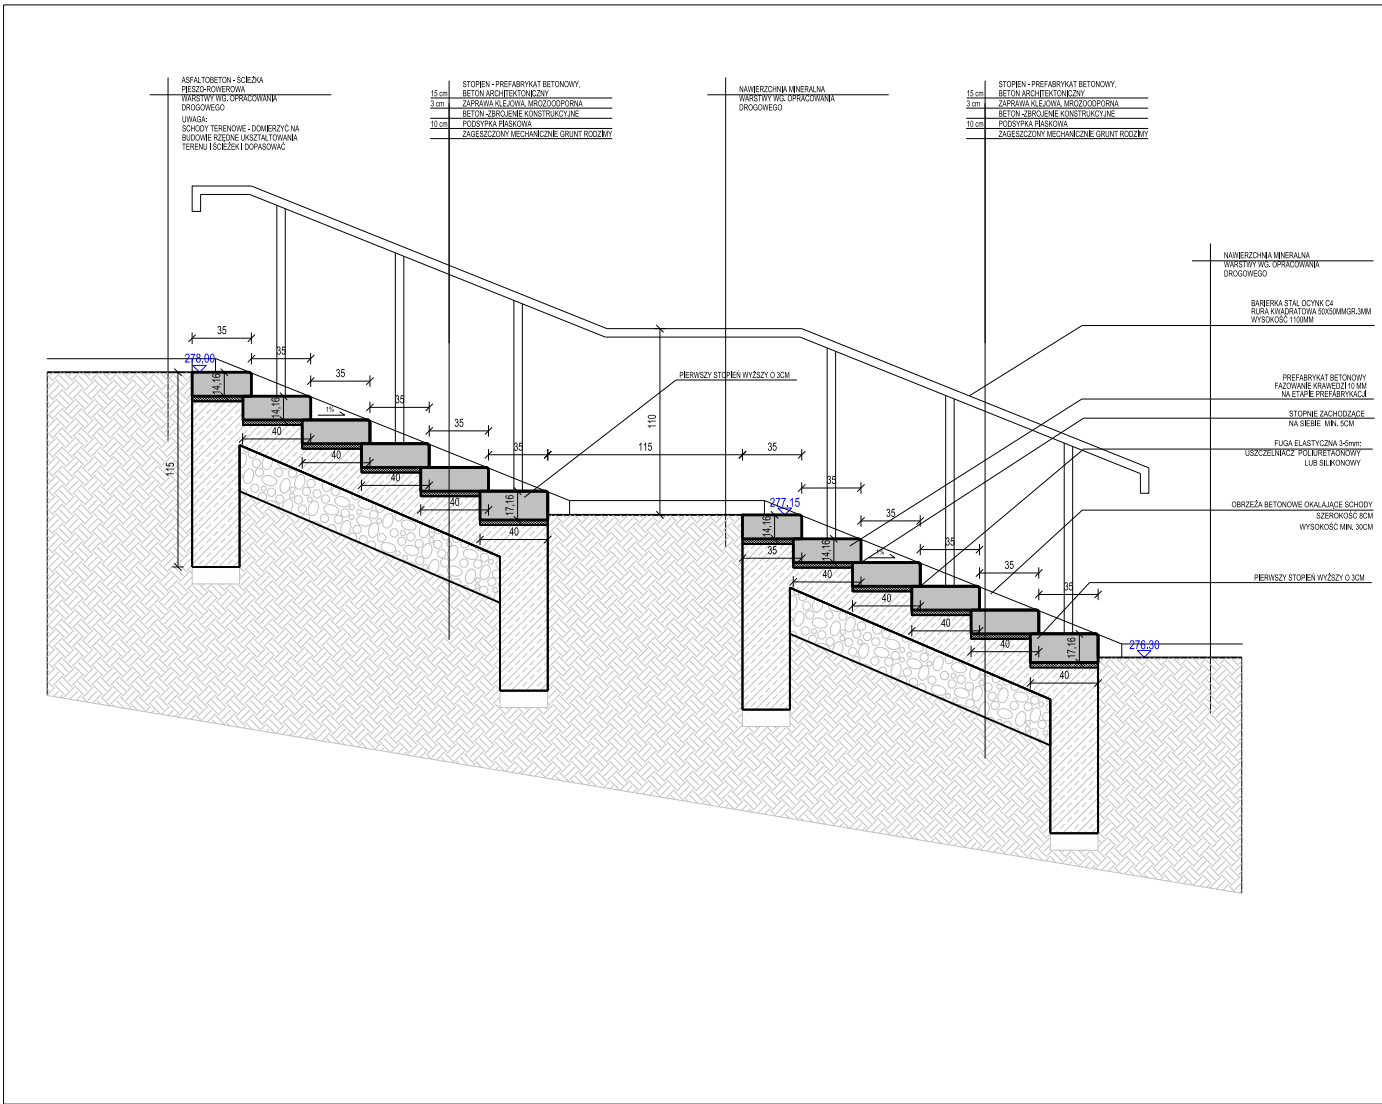 ASFALTOBETON - ŚCIEŻKA
PIESZO-ROWEROWA
WARSTWY WG. OPRACOWANIA
DROGOWEGO
UWAGA:
SCHODY TERENOWE - DOMIERZYĆ NA
BUDOWIE RZĘDNE UKSZTAŁTOWANIA
TERENU I ŚCIEŻEK I DOPASOWAĆ
STOPIEŃ - PREFABRYKAT BETONOWY,
15 cm BETON ARCHITEKTONICZNY
3 cm ZAPRAWA KLEJOWA, MROZOODPORNA
BETON -ZBROJENIE KONSTRUKCYJNE
10 cm PODSYPKA PIASKOWA
ZAGĘSZCZONY MECHANICZNIE GRUNT RODZIMY
NAWIERZCHNIA MINERALNA
WARSTWY WG. OPRACOWANIA
DROGOWEGO
STOPIEŃ - PREFABRYKAT BETONOWY,
15 cm BETON ARCHITEKTONICZNY
3 cm ZAPRAWA KLEJOWA, MROZOODPORNA
BETON -ZBROJENIE KONSTRUKCYJNE
10 cm PODSYPKA PIASKOWA
ZAGĘSZCZONY MECHANICZNIE GRUNT RODZIMY
NAWIERZCHNIA MINERALNA
WARSTWY WG. OPRACOWANIA
DROGOWEGO
BARIERKA STAL OCYNK C4
RURA KWADRATOWA 50X50MMGR.3MM
WYSOKOŚĆ 1100MM
PREFABRYKAT BETONOWY
FAZOWANIE KRAWĘDZI 10 MM
NA ETAPIE PREFABRYKACJI
STOPNIE ZACHODZĄCE
NA SIEBIE MIN. 5CM
FUGA ELASTYCZNA 3-5mm:
USZCZELNIACZ POLIURETAONOWY
LUB SILIKONOWY
OBRZEŻA BETONOWE OKALAJĄCE SCHODY
SZEROKOŚĆ 8CM
WYSOKOŚĆ MIN. 30CM
PIERWSZY STOPIEŃ WYŻSZY O 3CM
PIERWSZY STOPIEŃ WYŻSZY O 3CM
278,00
35
35
35
35
35
35
115
35
14,16
14,16
1%
40
40
40
40
40
17,16
115
110
277,15
35
35
35
35
35
14,16
14,16
1%
35
40
40
40
40
40
17,16
276.30